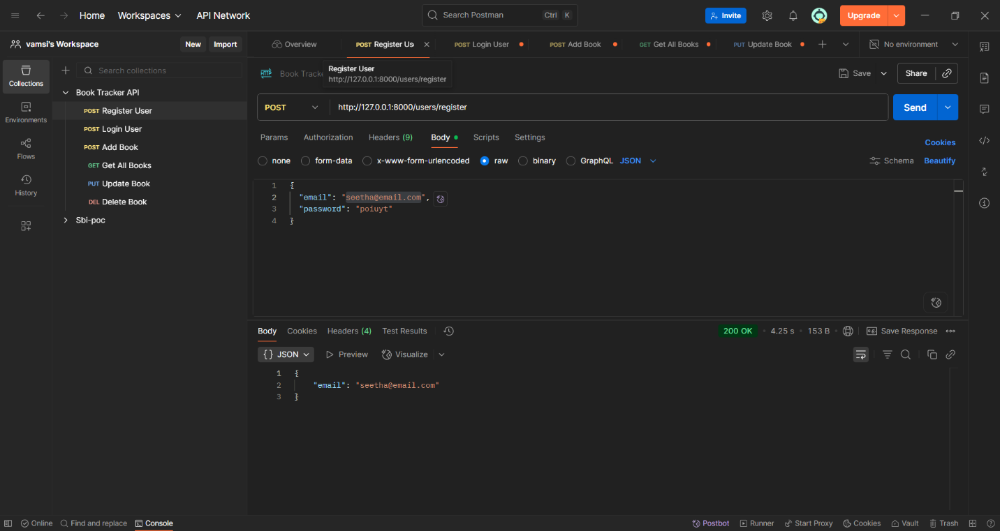 Home Workspaces API Network Search Postman Ctrl K Invite Upgrade
vamsi's Workspace New Import Overview POST Register Us POST Login User POST Add Book GET Get All Books PUT Update Book No environment
Collections
Environments
Flows
History
Search collections
Book Tracker API
POST Register User
POST Login User
POST Add Book
GET Get All Books
PUT Update Book
DEL Delete Book
Sbi-poc
HTTP Book Tracke Save Share
Register User
http://127.0.0.1:8000/users/register
POST http://127.0.0.1:8000/users/register Send
Params Authorization Headers (9) Body Scripts Settings Cookies
none form-data x-www-form-urlencoded raw binary GraphQL JSON Schema Beautify
1 {
2 "email": "seetha@email.com",
3 "password": "poiuyt"
4 }
Body Cookies Headers (4) Test Results 200 OK • 4.25 s • 153 B • e.g. Save Response
{} JSON Preview Visualize
1 {
2 "email": "seetha@email.com"
3 }
Online Find and replace Console Postbot Runner Start Proxy Cookies Vault Trash